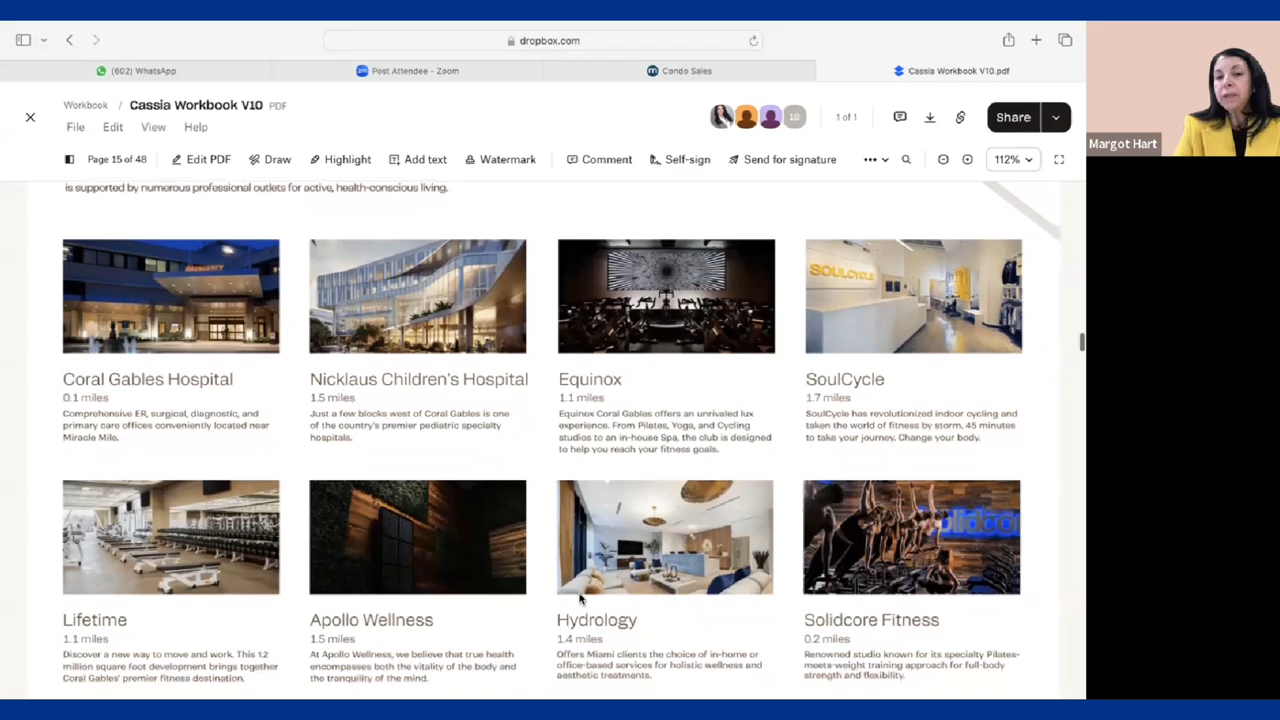 dropbox.com
(602) WhatsApp
Post Attendee - Zoom
Condo Sales
Cassia Workbook V10.pdf
Workbook / Cassia Workbook V10 PDF
File Edit View Help
18
1 of 1
Share
Page 15 of 48
Edit PDF
Draw
Highlight
Add text
Watermark
Comment
Self-sign
Send for signature
112%
Margot Hart
is supported by numerous professional outlets for active, health-conscious living.
EMERGENCY
SOULCYCLE
Coral Gables Hospital
0.1 miles
Comprehensive ER, surgical, diagnostic, and
primary care offices conveniently located near
Miracle Mile.
Nicklaus Children's Hospital
1.5 miles
Just a few blocks west of Coral Gables is one
of the country's premier pediatric specialty
hospitals.
Equinox
1.1 miles
Equinox Coral Gables offers an unrivaled lux
experience. From Pilates, Yoga, and Cycling
studios to an in-house Spa, the club is designed
to help you reach your fitness goals.
SoulCycle
1.7 miles
SoulCycle has revolutionized indoor cycling and
taken the world of fitness by storm. 45 minutes
to take your journey. Change your body.
solidcore
Lifetime
1.1 miles
Discover a new way to move and work. This 1.2
million square foot development brings together
Coral Gables' premier fitness destination.
Apollo Wellness
1.5 miles
At Apollo Wellness, we believe that true health
encompasses both the vitality of the body and
the tranquility of the mind.
Hydrology
1.4 miles
Offers Miami clients the choice of in-home or
office-based services for holistic wellness and
aesthetic treatments.
Solidcore Fitness
0.2 miles
Renowned studio known for its specialty Pilates-
meets-weight training approach for full-body
strength and flexibility.